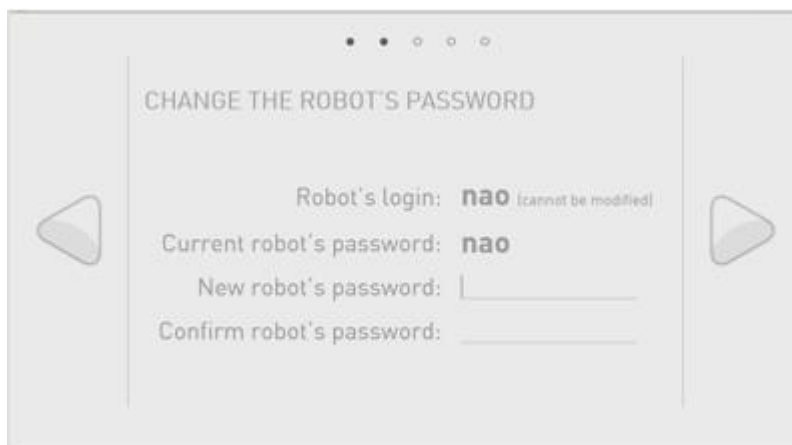 CHANGE THE ROBOT'S PASSWORD
Robot's login: nao (cannot be modified)
Current robot's password: nao
New robot's password:
Confirm robot's password: